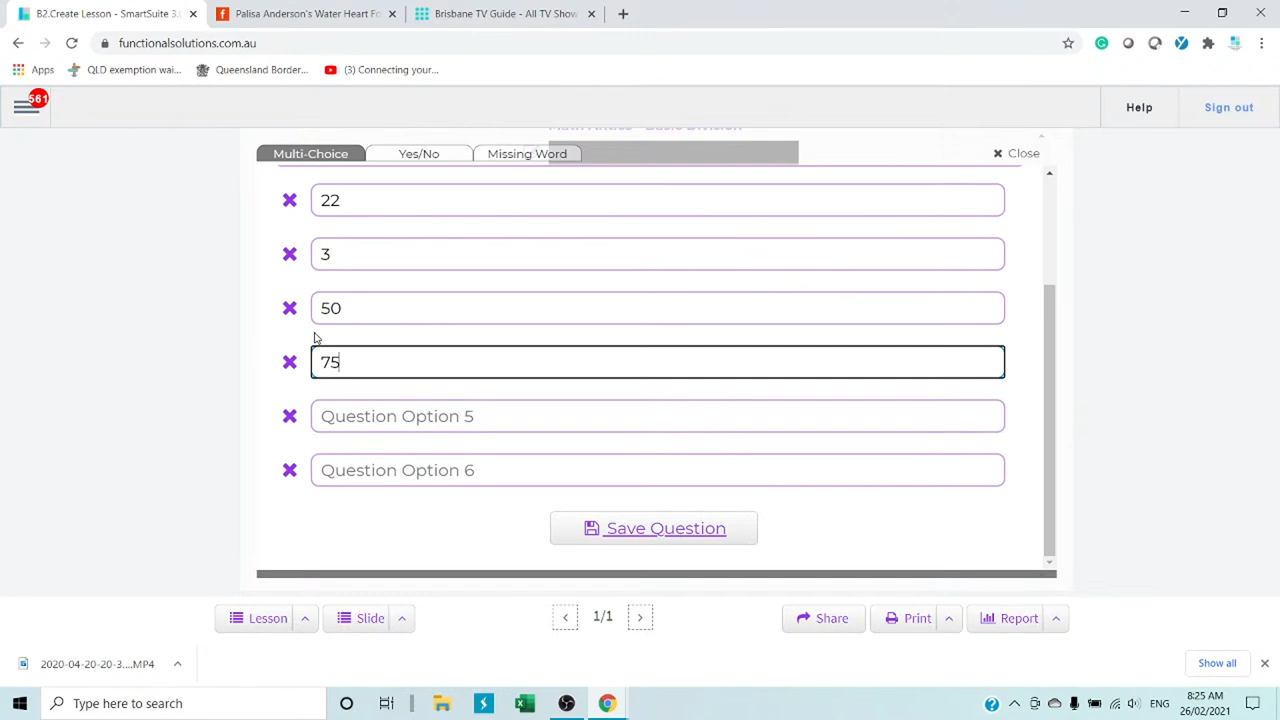 B2.Create Lesson - SmartSuite 3.
Palisa Anderson's Water Heart Fo
Brisbane TV Guide - All TV Show
functionalsolutions.com.au
Apps
QLD exemption wai...
Queensland Border...
(3) Connecting your...
561
Help
Sign out
Multi-Choice
Yes/No
Missing Word
Close
22
3
50
75
Question Option 5
Question Option 6
Save Question
Lesson
Slide
1/1
Share
Print
Report
2020-04-20-20-3....MP4
Show all
Type here to search
ENG
8:25 AM
26/02/2021